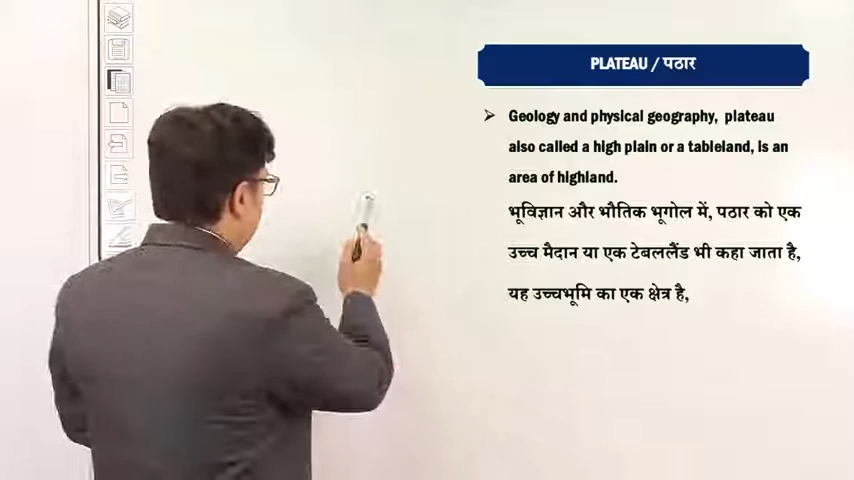 PLATEAU / पठार
➢ Geology and physical geography, plateau
also called a high plain or a tableland, is an
area of highland.
भूविज्ञान और भौतिक भूगोल में, पठार को एक
उच्च मैदान या एक टेबललैंड भी कहा जाता है,
यह उच्चभूमि का एक क्षेत्र है,